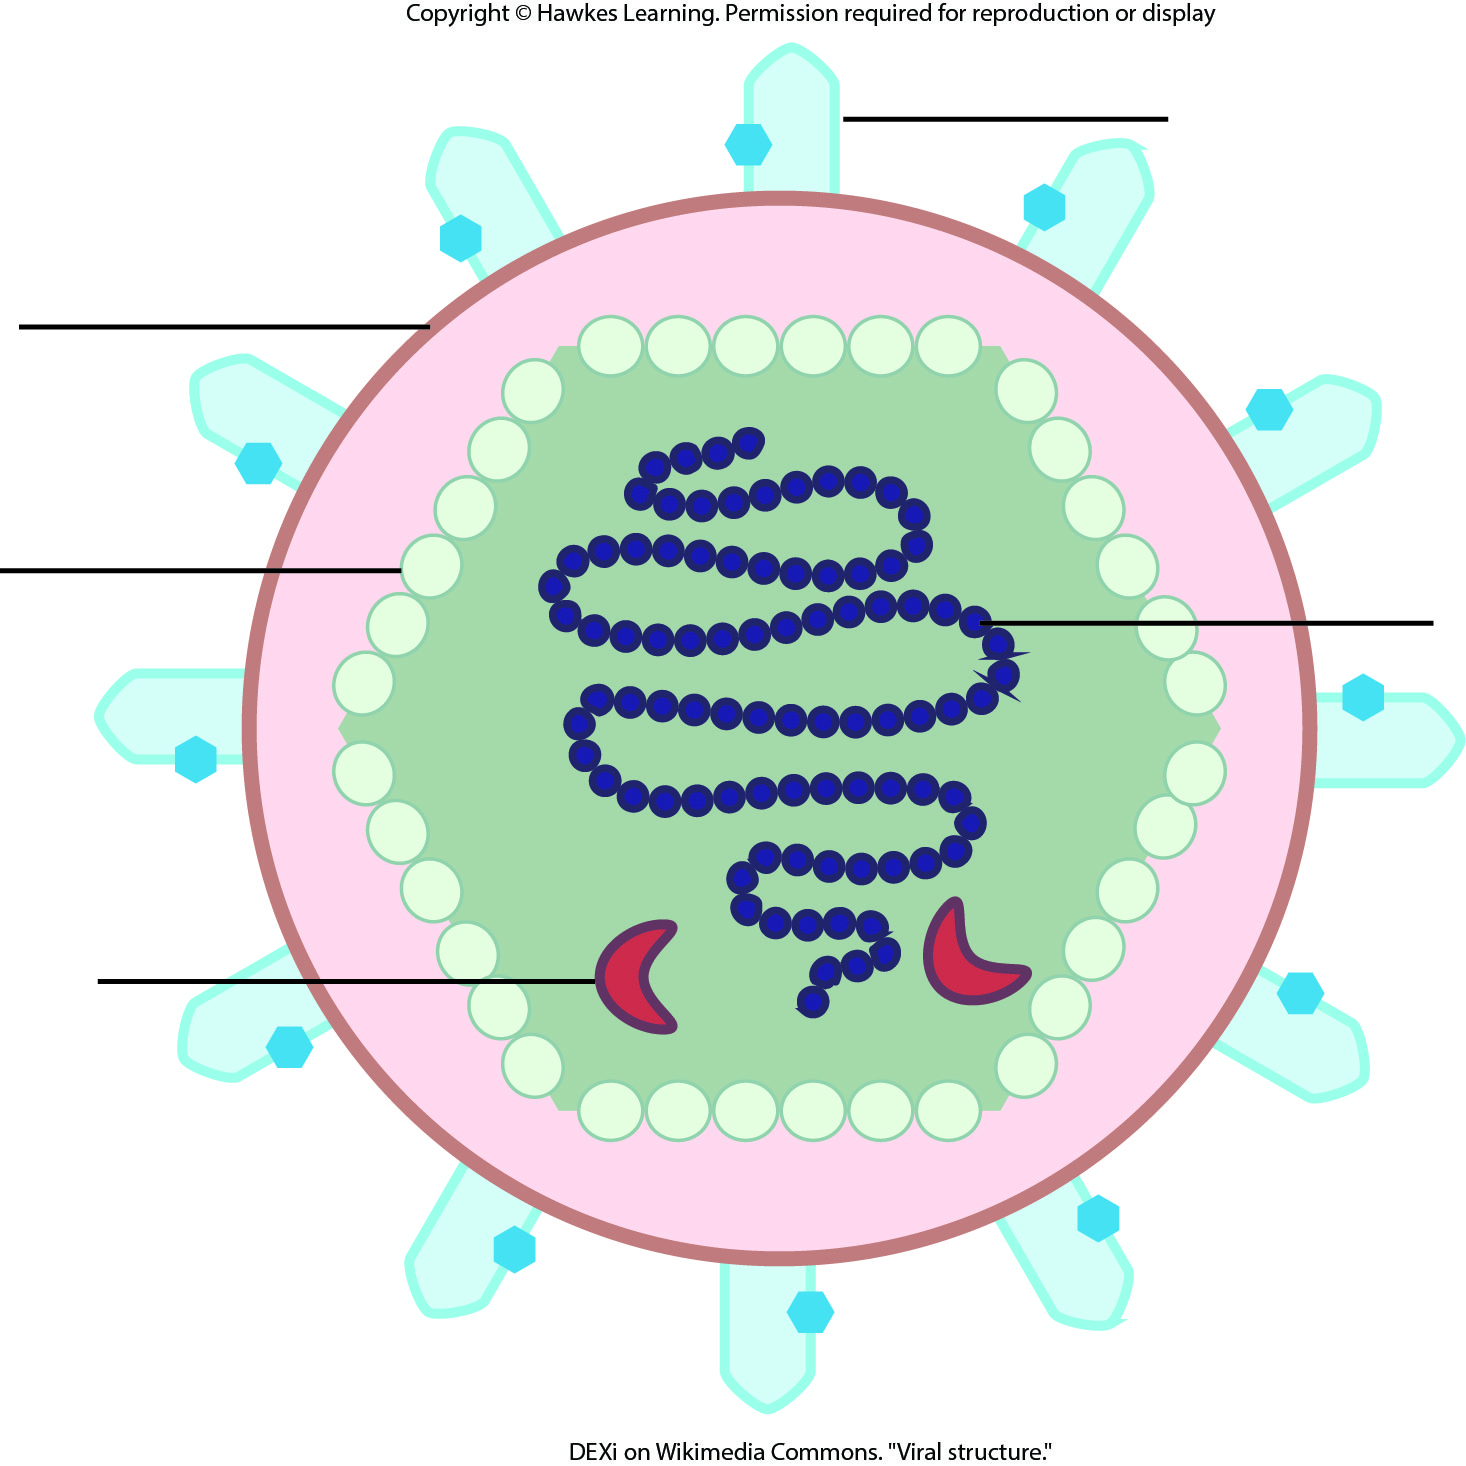 Copyright © Hawkes Learning. Permission required for reproduction or display
DEXi on Wikimedia Commons. "Viral structure."